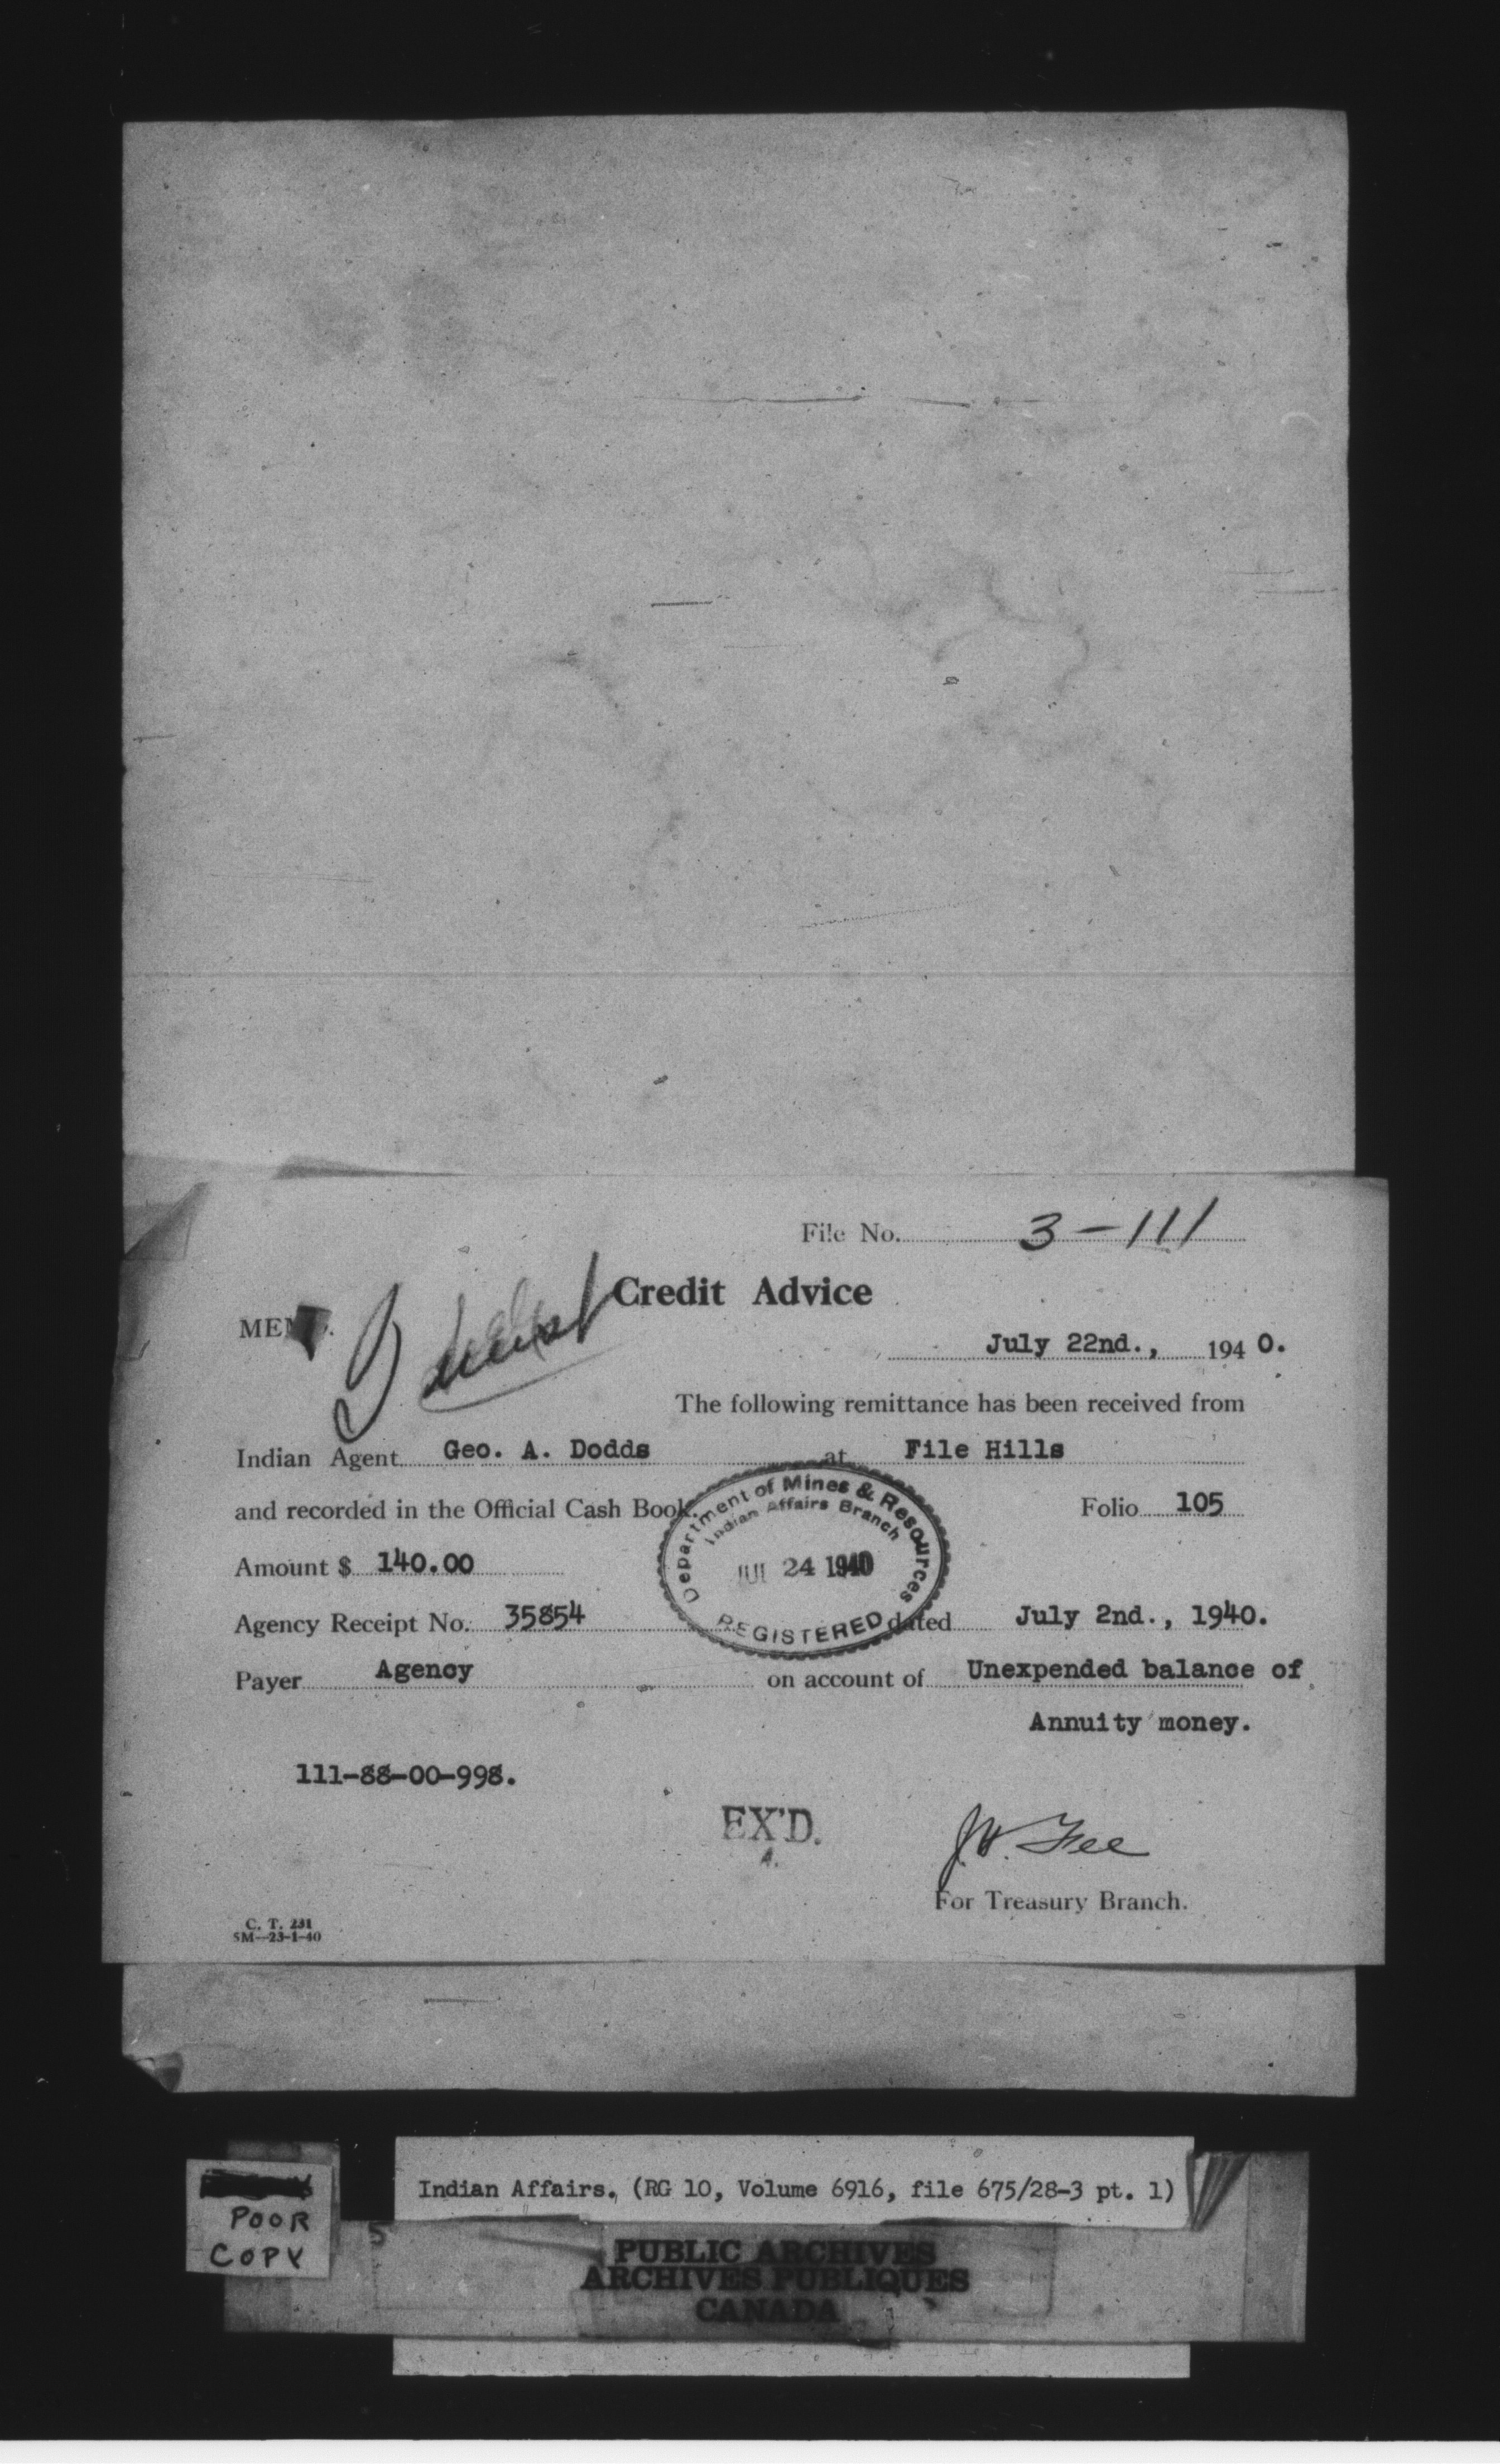 File No. 3-111
Credit Advice
MEMO.
July 22nd., 1940.
The following remittance has been received from
Indian Agent Geo. A. Dodds at File Hills
and recorded in the Official Cash Book. Folio 105
Department of Mines & Resources
Indian Affairs Branch
JUL 24 1940
REGISTERED
Amount $ 140.00
Agency Receipt No. 35854 dated July 2nd., 1940.
Payer Agency on account of Unexpended balance of
Annuity money.
111-88-00-998.
EX'D.
A.
J.W. Fee
For Treasury Branch.
C. T. 231
5M-23-1-40
Indian Affairs. (RG 10, Volume 6916, file 675/28-3 pt. 1)
POOR
COPY
PUBLIC ARCHIVES
ARCHIVES PUBLIQUES
CANADA